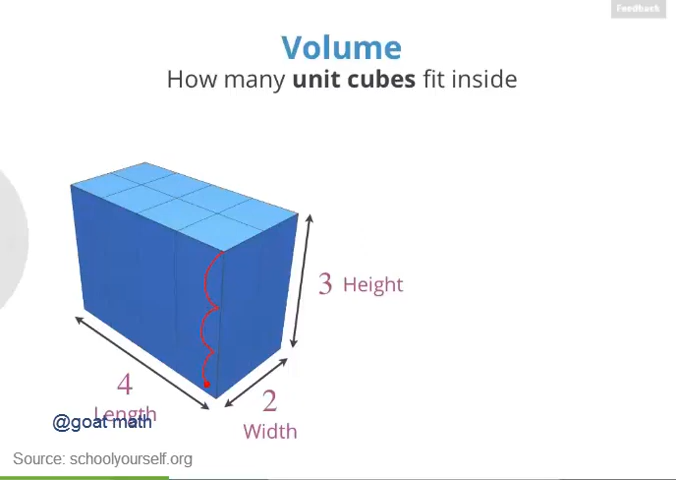 Feedback
Volume
How many unit cubes fit inside
3 Height
4
Length
@goat math
2
Width
Source: schoolyourself.org